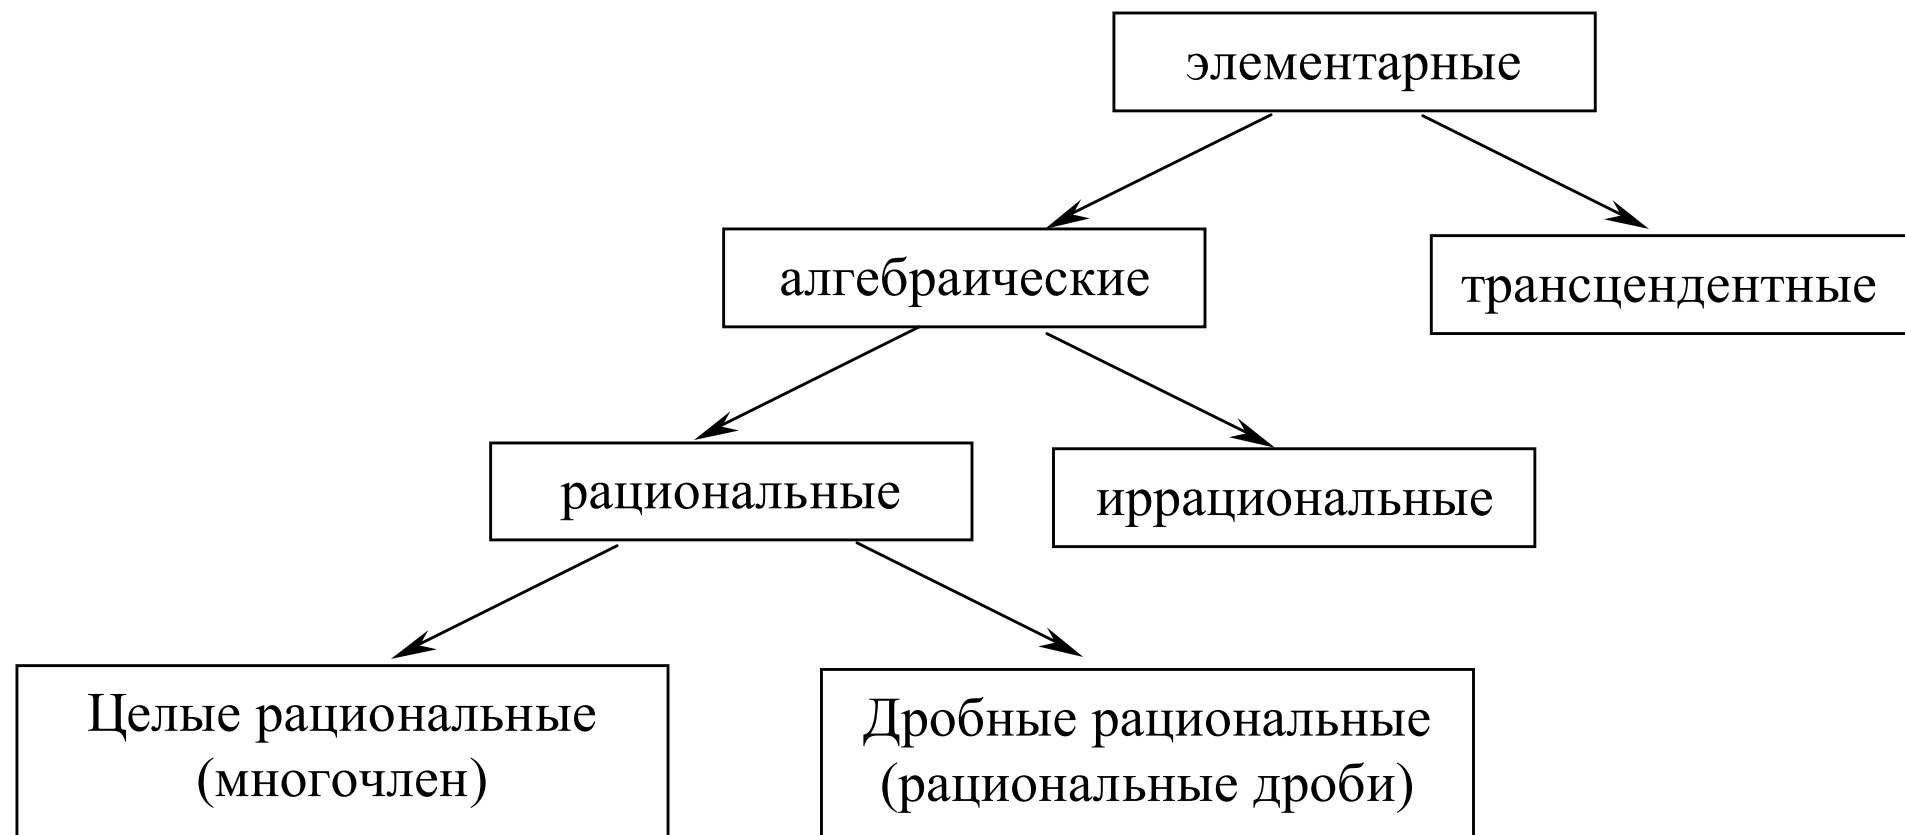 элементарные
алгебраические
трансцендентные
рациональные
иррациональные
Целые рациональные
(многочлен)
Дробные рациональные
(рациональные дроби)